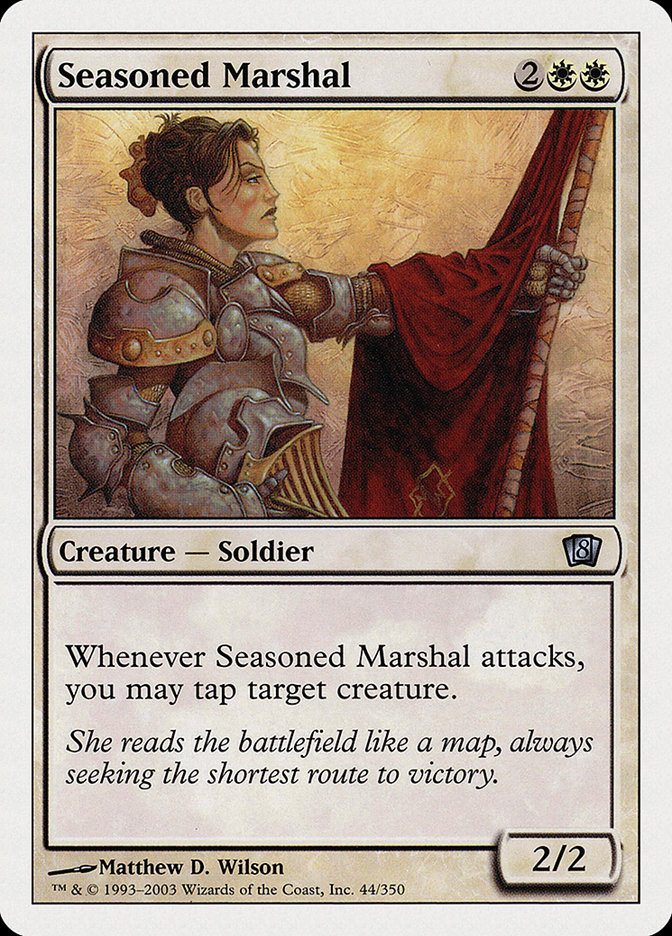 Seasoned Marshal 2
Creature — Soldier 8
Whenever Seasoned Marshal attacks,
you may tap target creature.
She reads the battlefield like a map, always
seeking the shortest route to victory.
2/2
Matthew D. Wilson
™ & © 1993–2003 Wizards of the Coast, Inc. 44/350